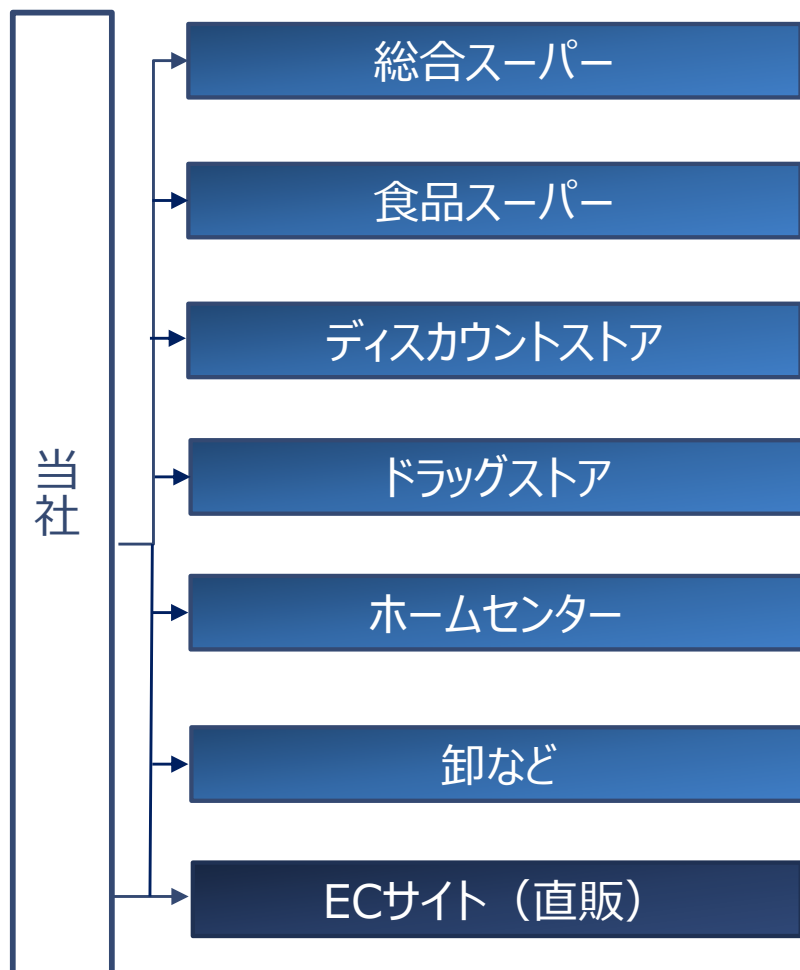 総合スーパー
食品スーパー
ディスカウントストア
ドラッグストア
当社
ホームセンター
卸など
ECサイト（直販）